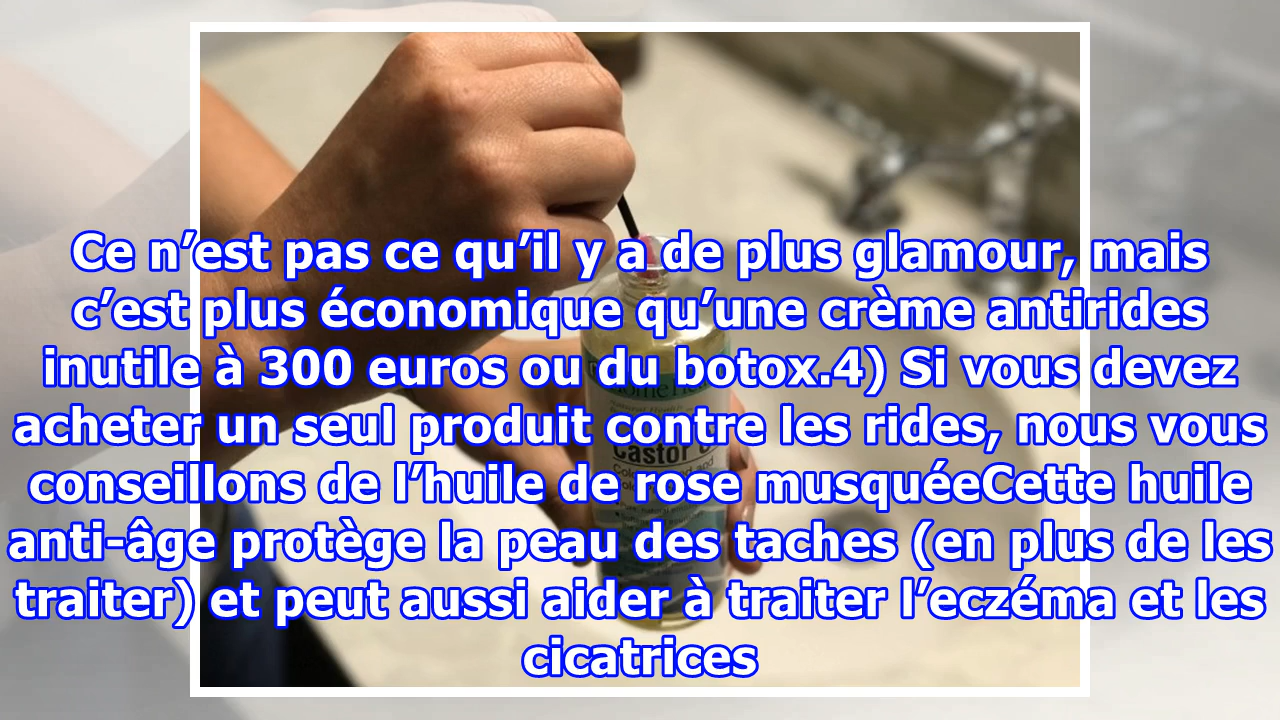 Ce n’est pas ce qu’il y a de plus glamour, mais
c’est plus économique qu’une crème antirides
inutile à 300 euros ou du botox.4) Si vous devez
acheter un seul produit contre les rides, nous vous
conseillons de l’huile de rose musquéeCette huile
anti-âge protège la peau des taches (en plus de les
traiter) et peut aussi aider à traiter l’eczéma et les
cicatrices
Castor